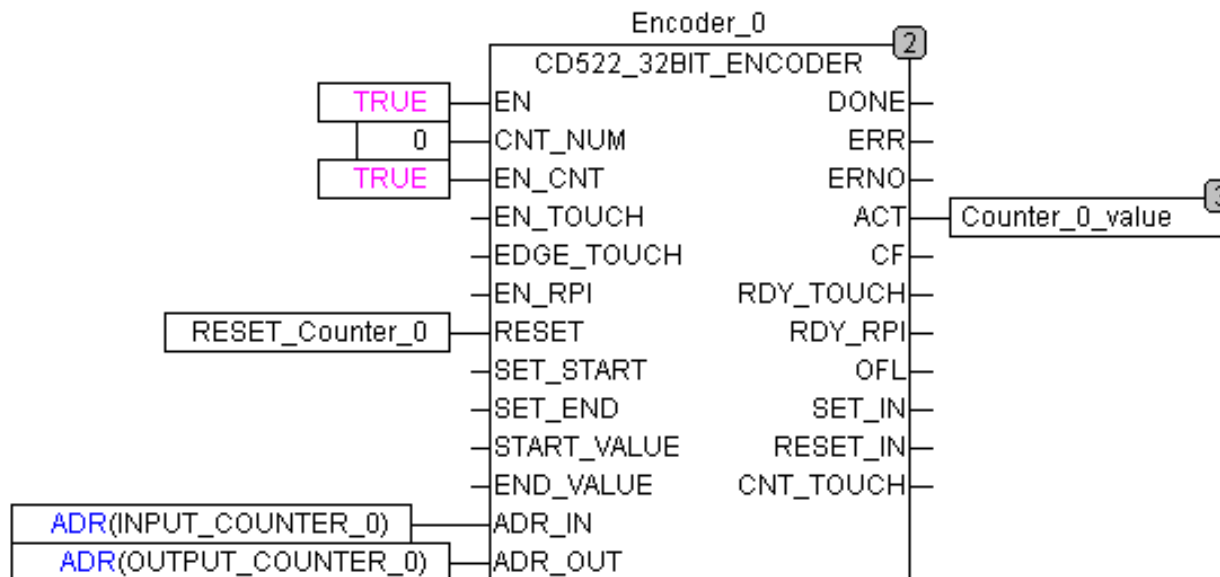 Encoder_0
2
CD522_32BIT_ENCODER
TRUE EN DONE
0 CNT_NUM ERR
TRUE EN_CNT ERNO
EN_TOUCH ACT Counter_0_value
EDGE_TOUCH CF
EN_RPI RDY_TOUCH
RESET_Counter_0 RESET RDY_RPI
SET_START OFL
SET_END SET_IN
START_VALUE RESET_IN
END_VALUE CNT_TOUCH
ADR(INPUT_COUNTER_0) ADR_IN
ADR(OUTPUT_COUNTER_0) ADR_OUT